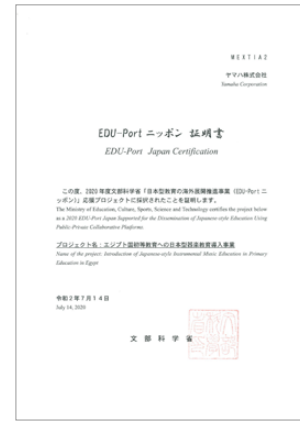 MEXTIA2
ヤマハ株式会社
Yamaha Corporation
EDU-Port ニッポン 証明書
EDU-Port Japan Certification
この度、2020年度文部科学省「日本型教育の海外展開推進事業（EDU-Portニ
ッポン）」応援プロジェクトに採択されたことを証明します。
The Ministry of Education, Culture, Sports, Science and Technology certifies the project below
as a 2020 EDU-Port Japan Supported for the Dissemination of Japanese-style Education Using
Public-Private Collaborative Platforms.
プロジェクト名：エジプト国初等教育への日本型器楽教育導入事業
Name of the project: Introduction of Japanese-style Instrumental Music Education in Primary
Education in Egypt
令和2年7月14日
July 14, 2020
文部科学省